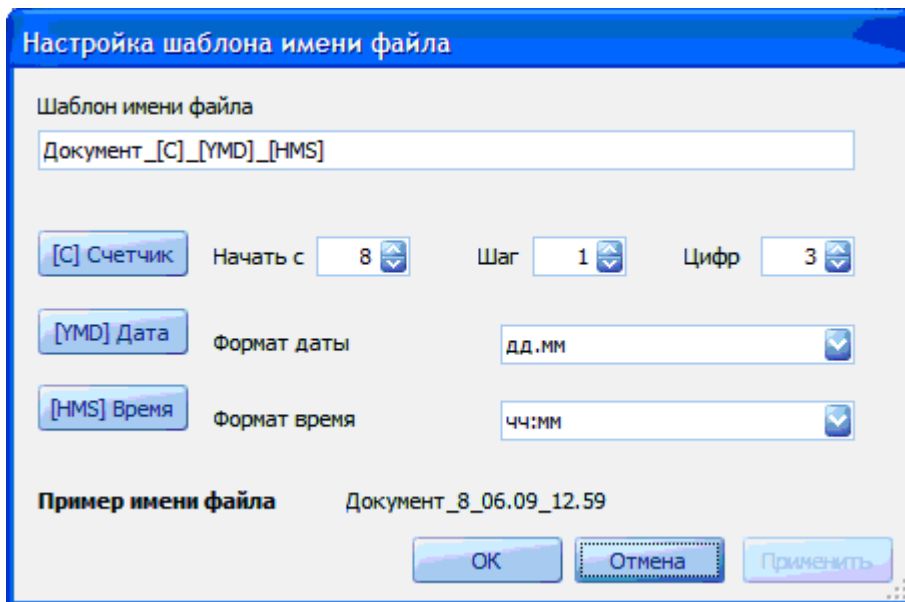 Настройка шаблона имени файла
Шаблон имени файла
Документ_[C]_[YMD]_[HMS]
[C] Счетчик Начать с 8 Шаг 1 Цифр 3
[YMD] Дата Формат даты дд.мм
[HMS] Время Формат время чч:мм
Пример имени файла Документ_8_06.09_12.59
OK Отмена Применить